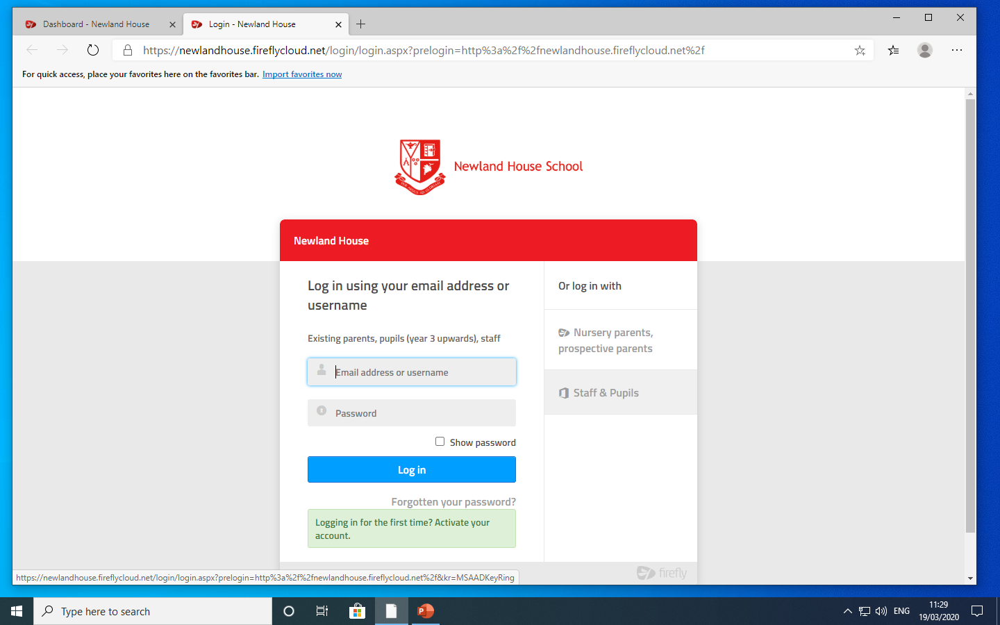 Dashboard - Newland House
Login - Newland House
https://newlandhouse.fireflycloud.net/login/login.aspx?prelogin=http%3a%2f%2fnewlandhouse.fireflycloud.net%2f
For quick access, place your favorites here on the favorites bar. Import favorites now
Newland House School
Newland House
Log in using your email address or
username
Existing parents, pupils (year 3 upwards), staff
Email address or username
Password
Show password
Log in
Forgotten your password?
Logging in for the first time? Activate your
account.
Or log in with
Nursery parents,
prospective parents
Staff & Pupils
firefly
https://newlandhouse.fireflycloud.net/login/login.aspx?prelogin=http%3a%2f%2fnewlandhouse.fireflycloud.net%2f&kr=MSAADKeyRing
Type here to search
P
ENG
11:29
19/03/2020